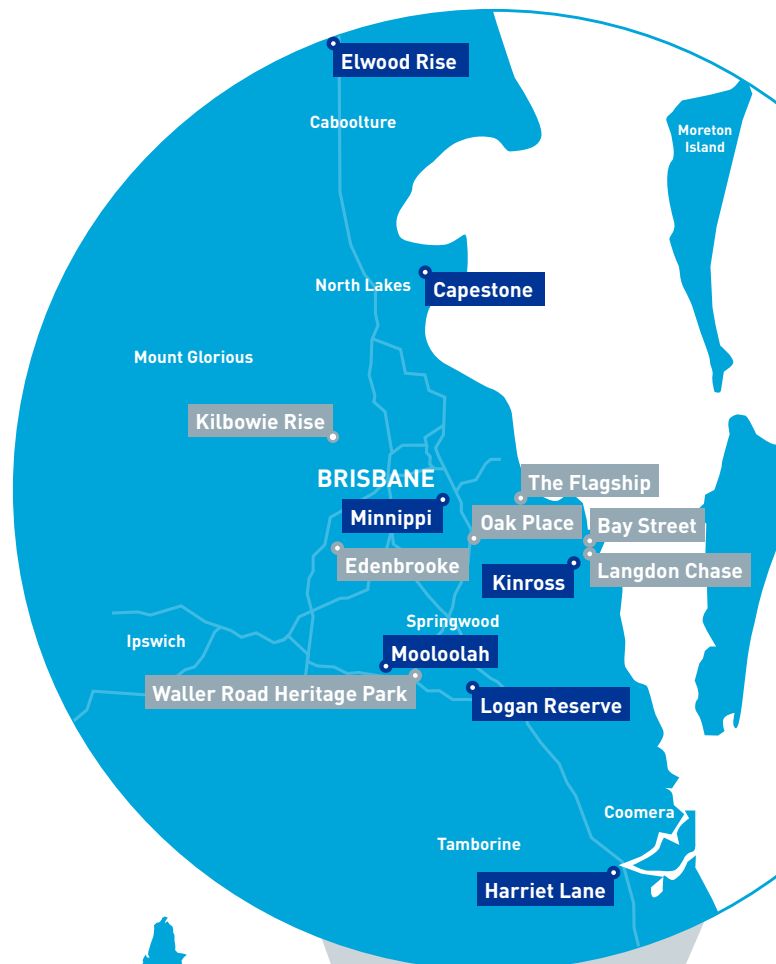 Elwood Rise
Caboolture
Moreton
Island
North Lakes
Capestone
Mount Glorious
Kilbowie Rise
BRISBANE
The Flagship
Minnippi
Oak Place
Bay Street
Edenbrooke
Kinross
Langdon Chase
Springwood
Ipswich
Mooloolah
Waller Road Heritage Park
Logan Reserve
Coomera
Tamborine
Harriet Lane